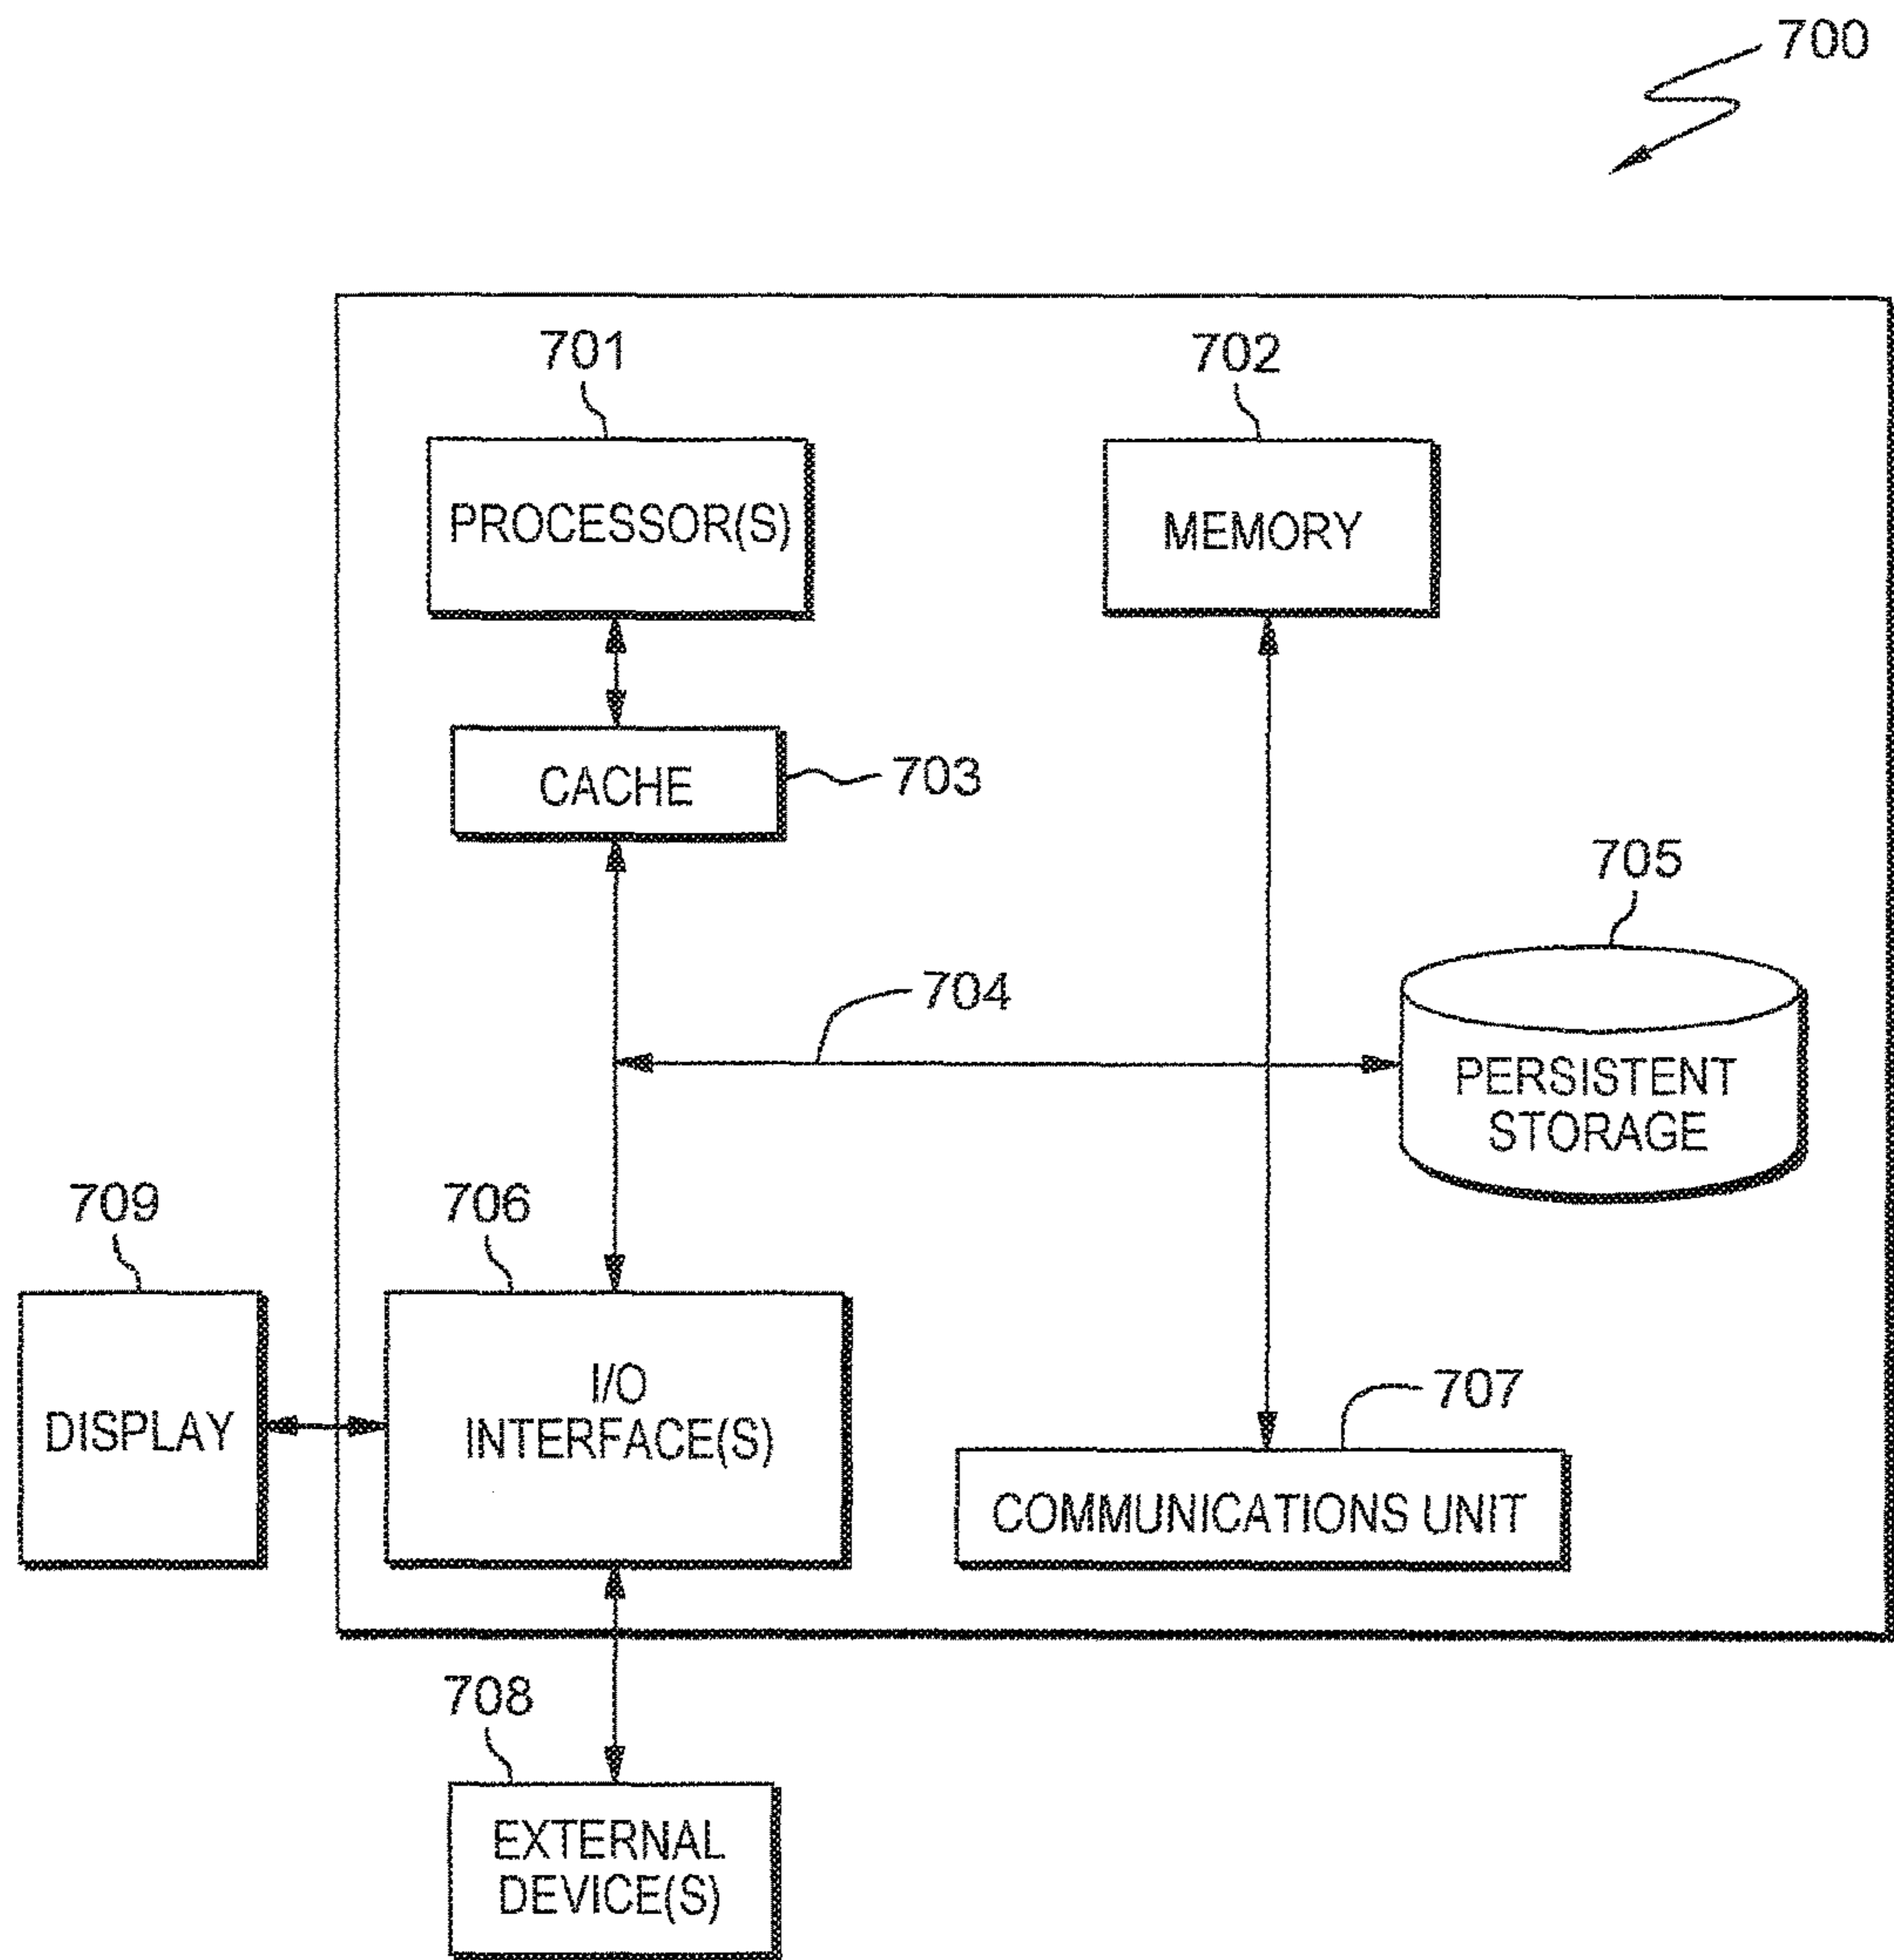 700
701
702
PROCESSOR(S)
MEMORY
CACHE
703
705
704
PERSISTENT
STORAGE
709
706
DISPLAY
I/O
INTERFACE(S)
707
COMMUNICATIONS UNIT
708
EXTERNAL
DEVICE(S)